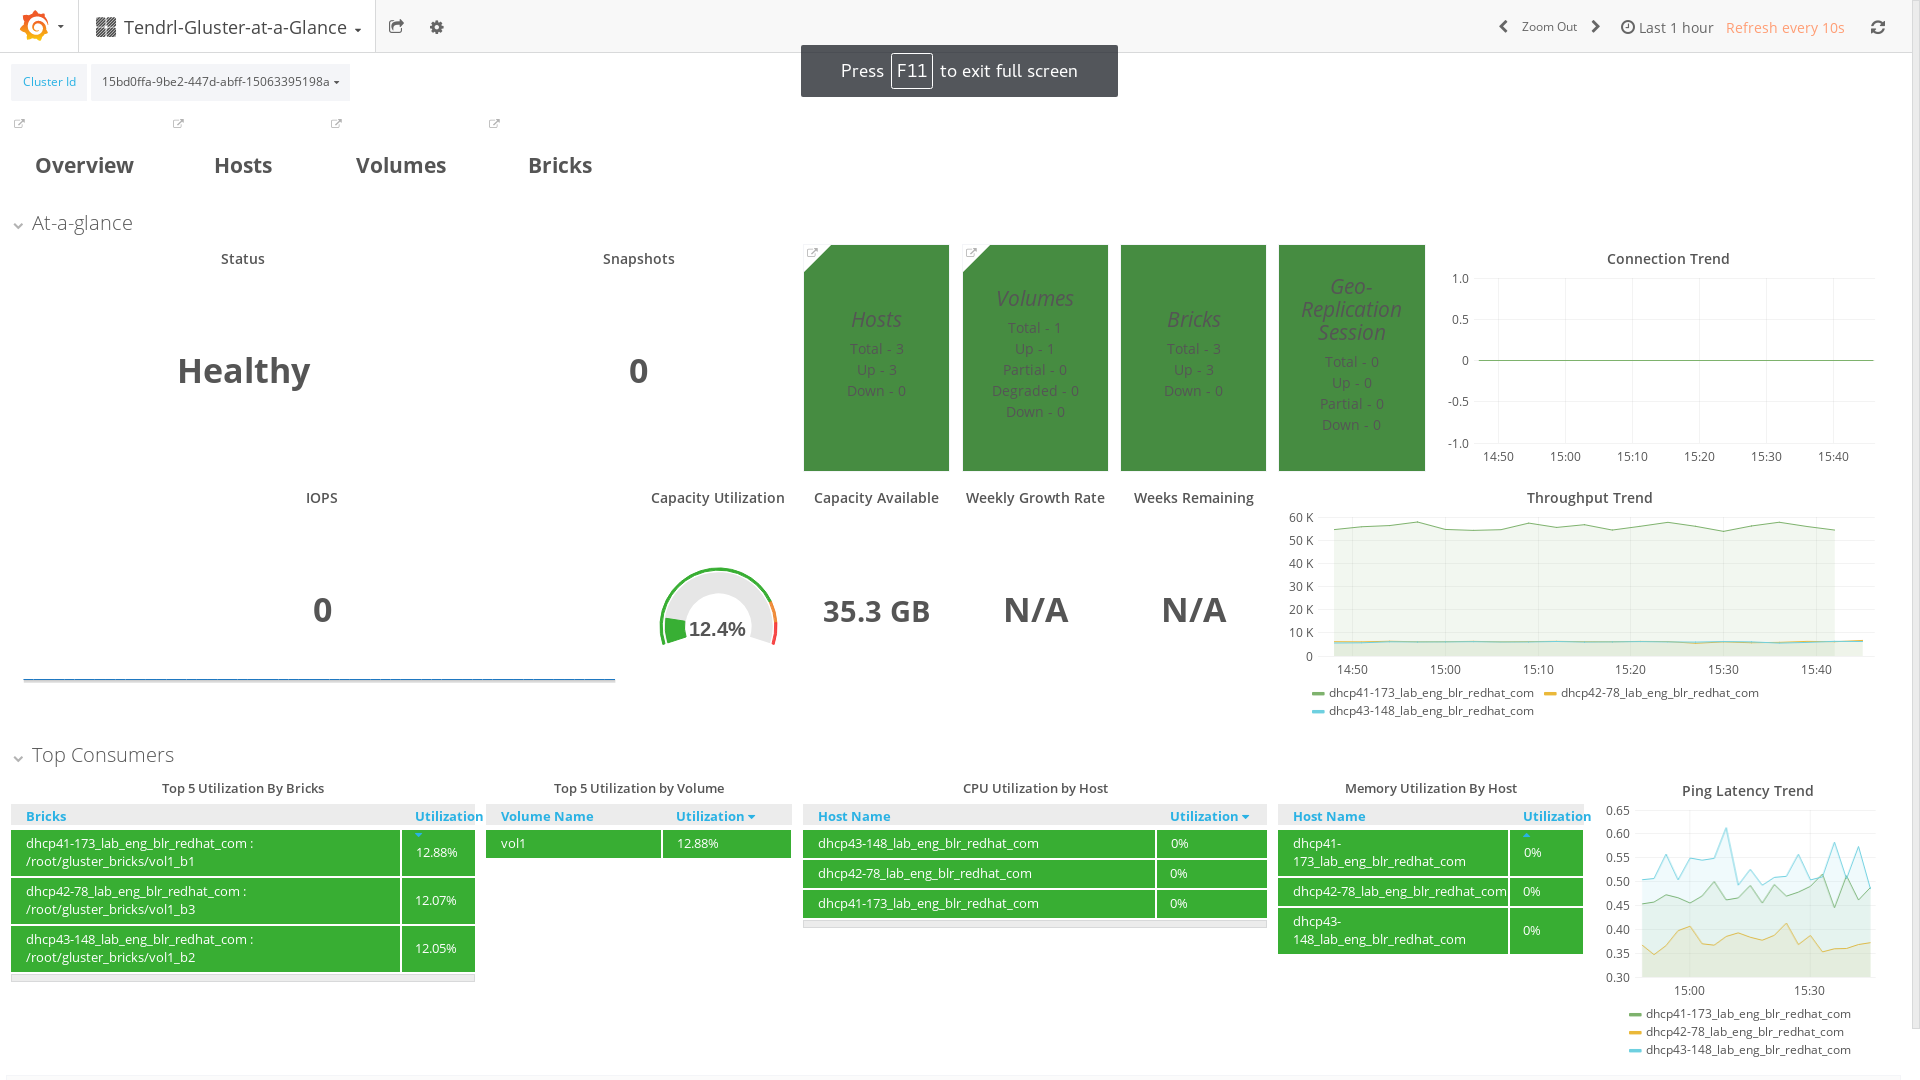 Tendrl-Gluster-at-a-Glance
Zoom Out
Last 1 hour
Refresh every 10s
Press F11 to exit full screen
Cluster Id
15bd0ffa-9be2-447d-abff-15063395198a
Overview
Hosts
Volumes
Bricks
At-a-glance
Status
Healthy
Snapshots
0
Hosts
Total - 3
Up - 3
Down - 0
Volumes
Total - 1
Up - 1
Partial - 0
Degraded - 0
Down - 0
Bricks
Total - 3
Up - 3
Down - 0
Geo-
Replication
Session
Total - 0
Up - 0
Partial - 0
Down - 0
Connection Trend
1.0
0.5
0
-0.5
-1.0
14:50 15:00 15:10 15:20 15:30 15:40
IOPS
0
Capacity Utilization
12.4%
Capacity Available
35.3 GB
Weekly Growth Rate
N/A
Weeks Remaining
N/A
Throughput Trend
60 K
50 K
40 K
30 K
20 K
10 K
0
14:50 15:00 15:10 15:20 15:30 15:40
dhcp41-173_lab_eng_blr_redhat_com dhcp42-78_lab_eng_blr_redhat_com
dhcp43-148_lab_eng_blr_redhat_com
Top Consumers
Top 5 Utilization By Bricks
Bricks Utilization
dhcp41-173_lab_eng_blr_redhat_com :
/root/gluster_bricks/vol1_b1
12.88%
dhcp42-78_lab_eng_blr_redhat_com :
/root/gluster_bricks/vol1_b3
12.07%
dhcp43-148_lab_eng_blr_redhat_com :
/root/gluster_bricks/vol1_b2
12.05%
Top 5 Utilization by Volume
Volume Name Utilization
vol1 12.88%
CPU Utilization by Host
Host Name Utilization
dhcp43-148_lab_eng_blr_redhat_com 0%
dhcp42-78_lab_eng_blr_redhat_com 0%
dhcp41-173_lab_eng_blr_redhat_com 0%
Memory Utilization By Host
Host Name Utilization
dhcp41-
173_lab_eng_blr_redhat_com
0%
dhcp42-78_lab_eng_blr_redhat_com 0%
dhcp43-
148_lab_eng_blr_redhat_com
0%
Ping Latency Trend
0.65
0.60
0.55
0.50
0.45
0.40
0.35
0.30
15:00 15:30
dhcp41-173_lab_eng_blr_redhat_com
dhcp42-78_lab_eng_blr_redhat_com
dhcp43-148_lab_eng_blr_redhat_com